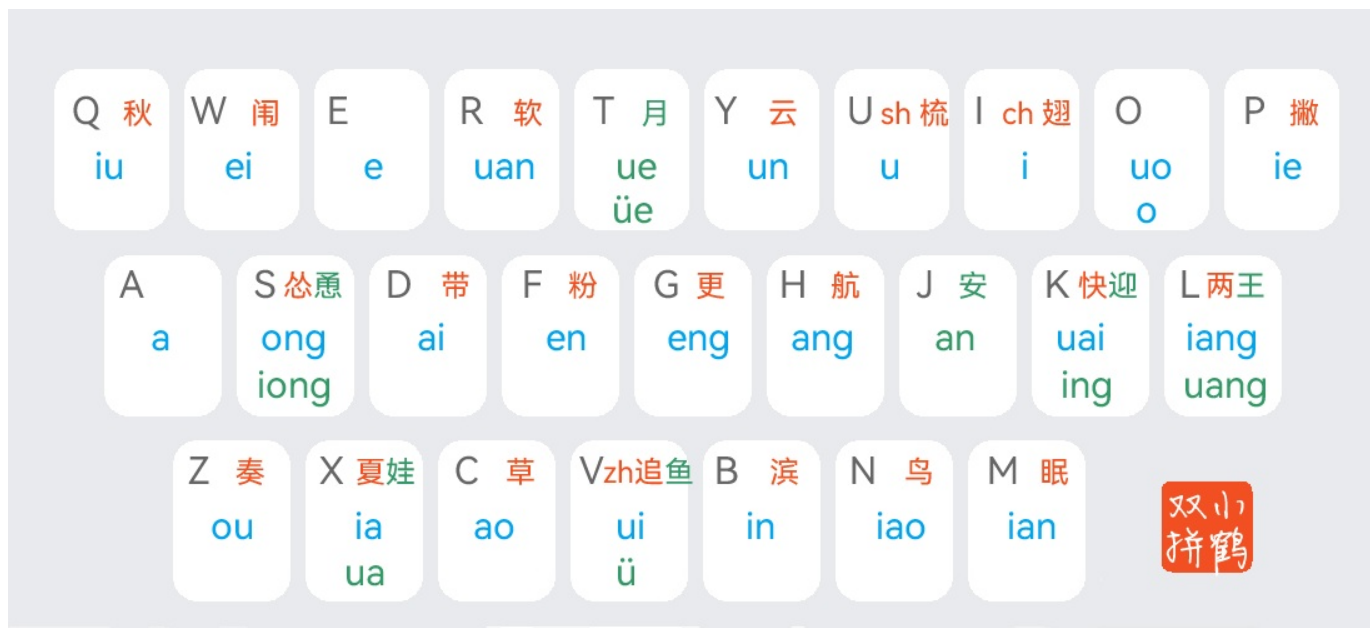 Q 秋 W 闱 E R 软 T 月 Y 云 U sh 梳 I ch 翅 O P 撇
iu ei e uan ue un u i uo ie
üe o
A S 怂恿 D 带 F 粉 G 更 H 航 J 安 K 快迎 L 两王
a ong ai en eng ang an uai iang
iong ing uang
Z 奏 X 夏娃 C 草 V zh追鱼 B 滨 N 鸟 M 眠
ou ia ao ui in iao ian
ua ü
双小
拼鹤